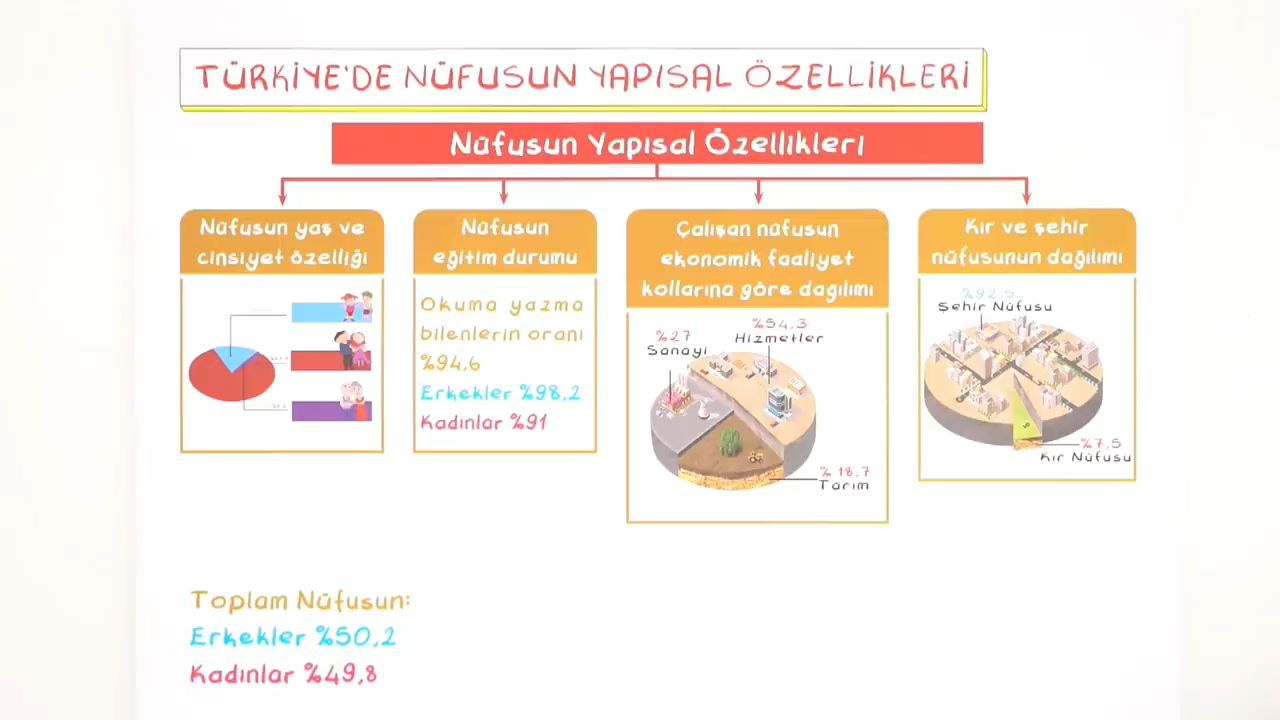 TÜRKİYE'DE NÜFUSUN YAPISAL ÖZELLİKLERİ
Nüfusun Yapısal Özellikleri
Nüfusun yaş ve
cinsiyet özelliği
Nüfusun
eğitim durumu
Okuma yazma
bilenlerin oranı
%94,6
Erkekler %98,2
Kadınlar %91
Çalışan nüfusun
ekonomik faaliyet
kollarına göre dağılımı
%54,3
Hizmetler
%27
Sanayi
% 18,7
Tarım
Kır ve şehir
nüfusunun dağılımı
%92,5
Şehir Nüfusu
%7,5
Kır Nüfusu
Toplam Nüfusun:
Erkekler %50,2
Kadınlar %49,8